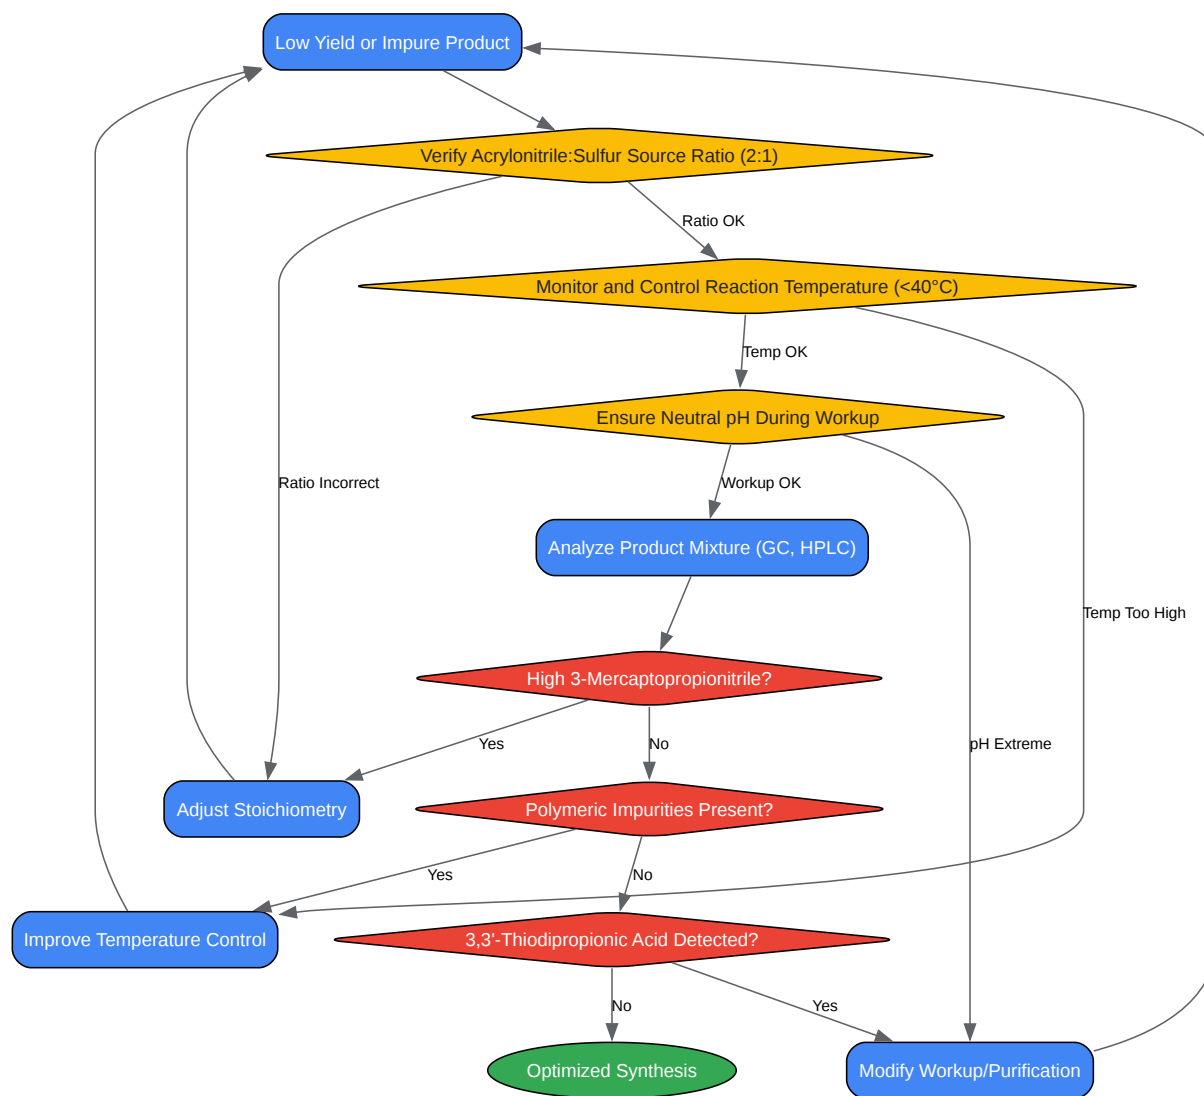 Low Yield or Impure Product
Verify Acrylonitrile:Sulfur Source Ratio (2:1)
Ratio OK
Monitor and Control Reaction Temperature (<40°C)
Temp OK
Ensure Neutral pH During Workup
Ratio Incorrect
Workup OK
Analyze Product Mixture (GC, HPLC)
Temp Too High
High 3-Mercaptopropionitrile?
Yes
No
pH Extreme
Adjust Stoichiometry
Polymeric Impurities Present?
Yes
No
Improve Temperature Control
3,3'-Thiodipropionic Acid Detected?
No
Yes
Optimized Synthesis
Modify Workup/Purification